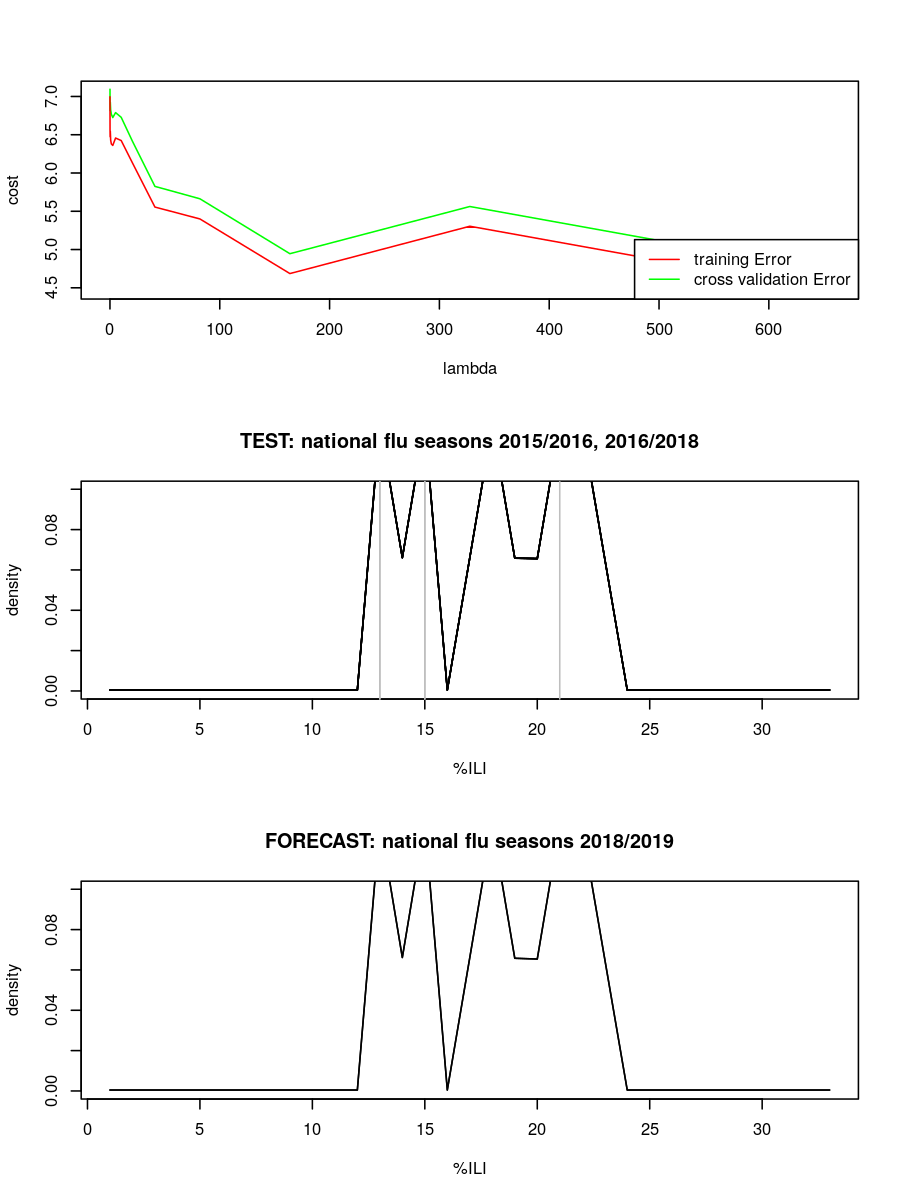 cost
7.0
6.5
6.0
5.5
5.0
4.5
training Error
cross validation Error
0 100 200 300 400 500 600
lambda
TEST: national flu seasons 2015/2016, 2016/2018
density
0.08
0.04
0.00
0 5 10 15 20 25 30
%ILI
FORECAST: national flu seasons 2018/2019
density
0.08
0.04
0.00
0 5 10 15 20 25 30
%ILI